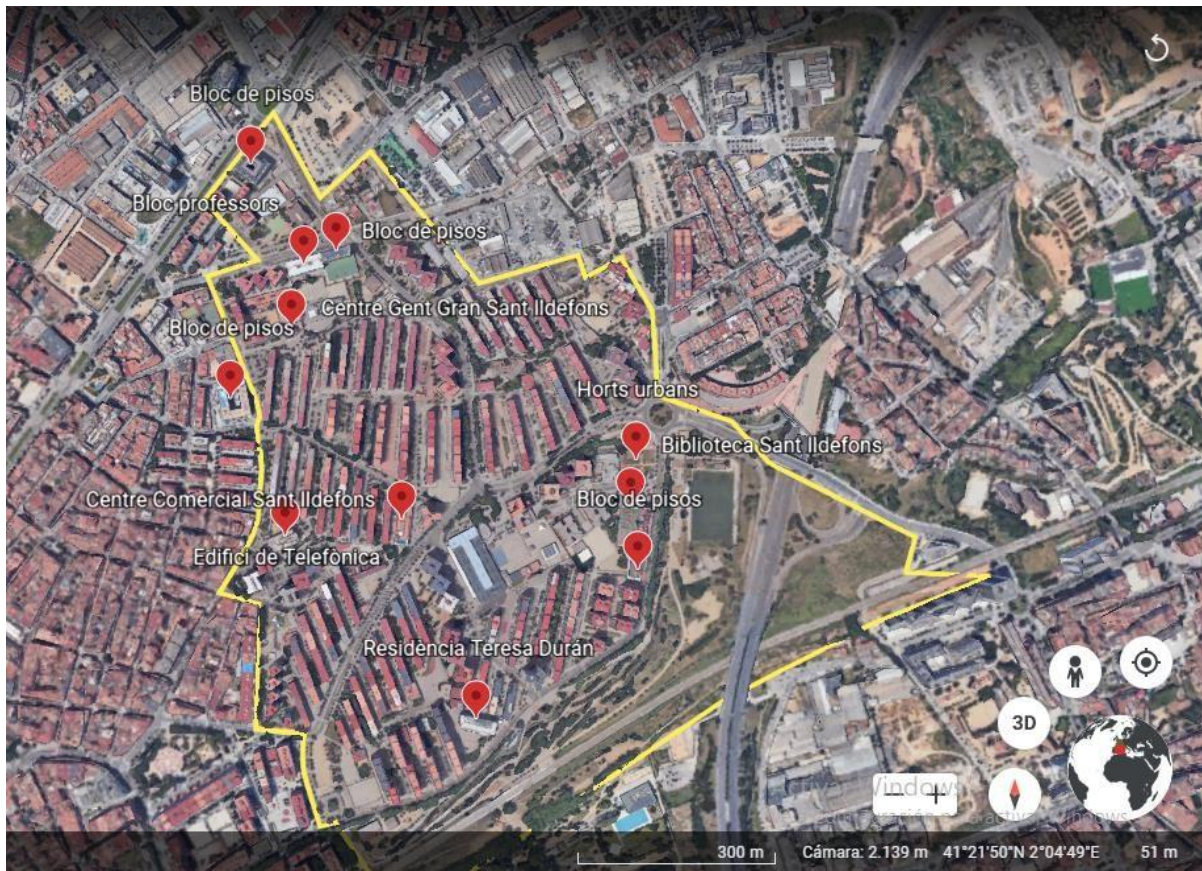 Bloc de pisos
Bloc professors
Bloc de pisos
Centre Gent Gran Sant Ildefons
Bloc de pisos
Horts urbans
Biblioteca Sant Ildefons
Centre Comercial Sant Ildefons
Bloc de pisos
Edifici de Telefònica
Residència Teresa Durán
3D
Windows
300 m
Cámara: 2.139 m
41°21'50"N 2°04'49"E
51 m